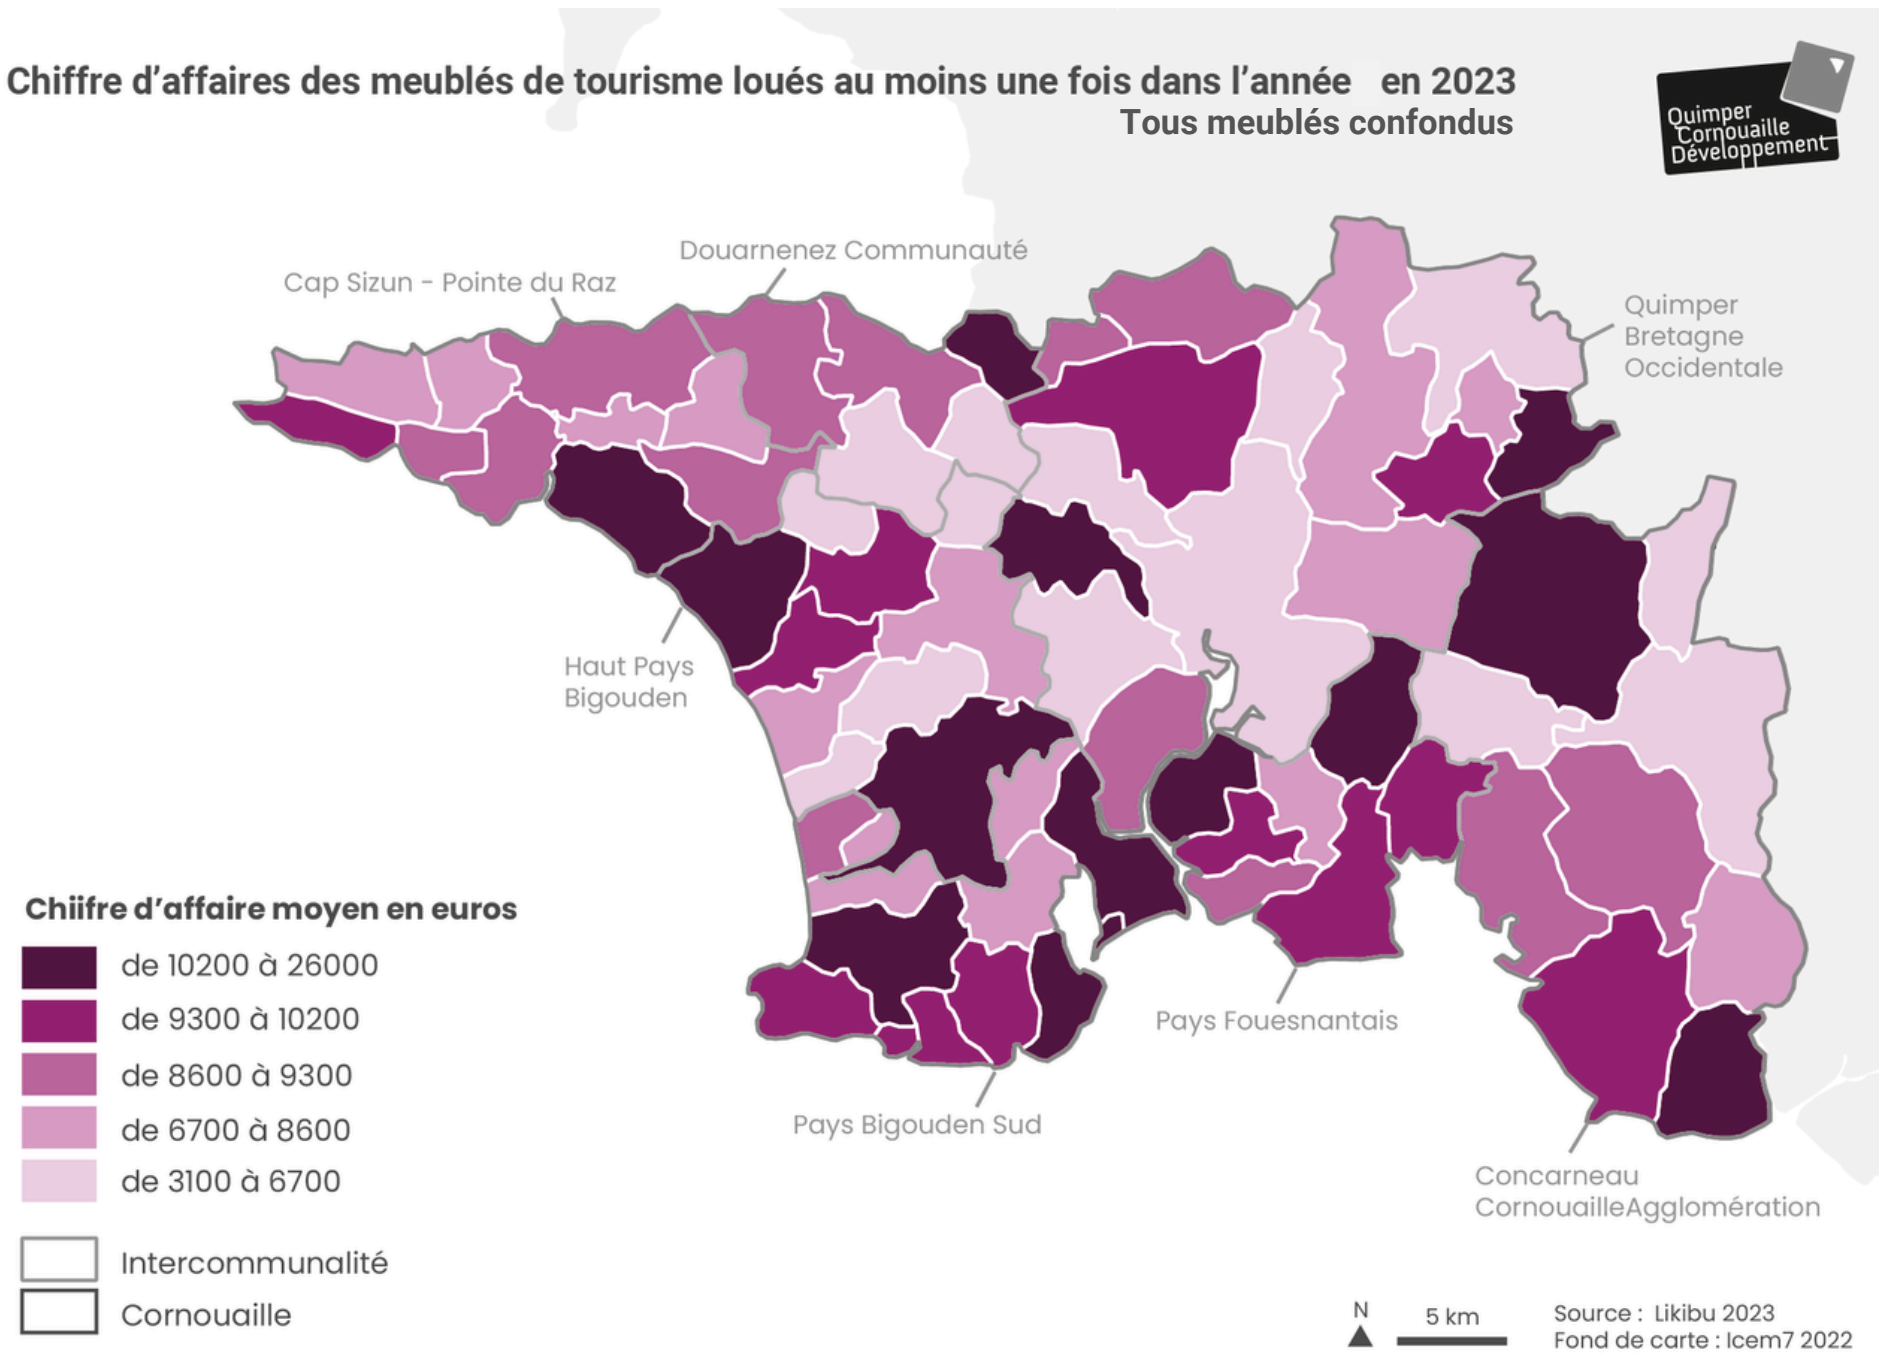 Chiffre d’affaires des meublés de tourisme loués au moins une fois dans l’année en 2023
Tous meublés confondus
Quimper
Cornouaille
Développement
Douarnenez Communauté
Cap Sizun - Pointe du Raz
Quimper
Bretagne
Occidentale
Haut Pays
Bigouden
Pays Fouesnantais
Pays Bigouden Sud
Concarneau
CornouailleAgglomération
Chiifre d’affaire moyen en euros
de 10200 à 26000
de 9300 à 10200
de 8600 à 9300
de 6700 à 8600
de 3100 à 6700
Intercommunalité
Cornouaille
N
5 km
Source : Likibu 2023
Fond de carte : Icem7 2022